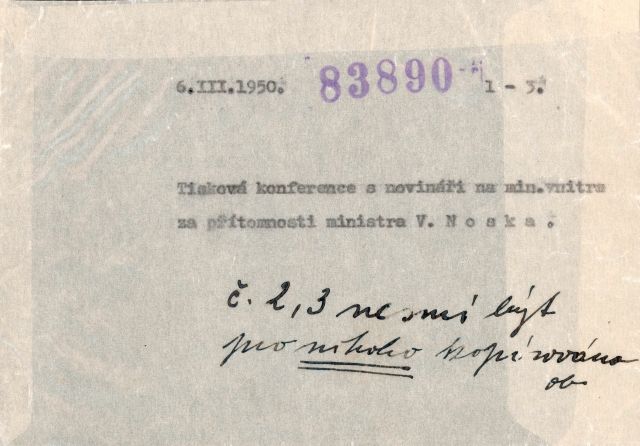 6.III.1950. 83890 1 - 3.
Tisková konference s novináři na min.vnitra
za přítomnosti ministra V. N o s k a .
č. 2, 3 nesmí být
pro nikoho kopírována